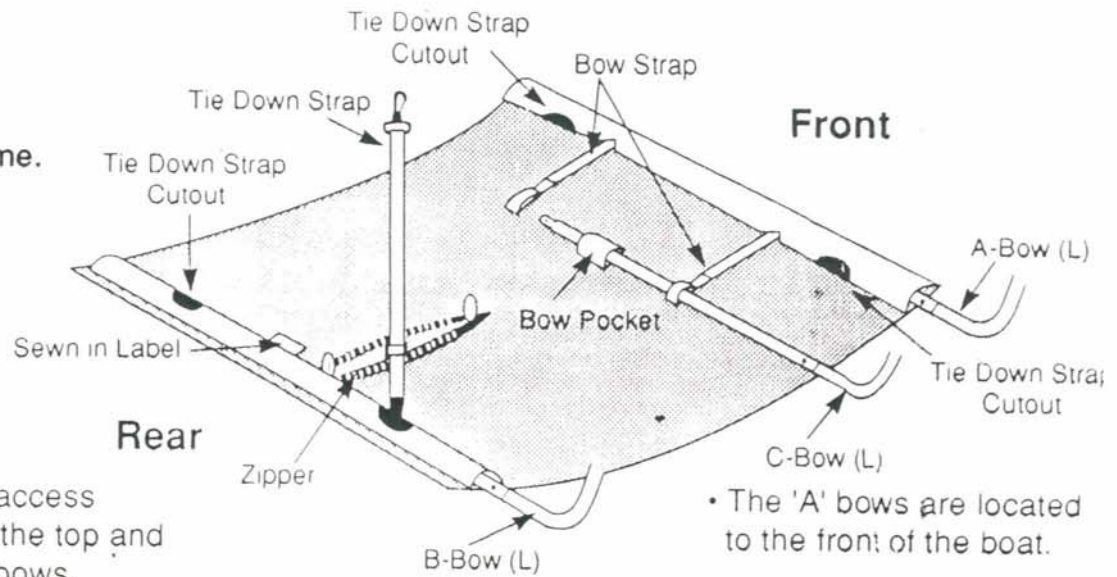 Tie Down Strap
Cutout
Bow Strap
Front
Tie Down Strap
me.
Tie Down Strap
Cutout
A-Bow (L)
Bow Pocket
Sewn in Label
Tie Down Strap
Cutout
Rear
Zipper
C-Bow (L)
access
the top and
bows.
B-Bow (L)
• The 'A' bows are located
to the front of the boat.